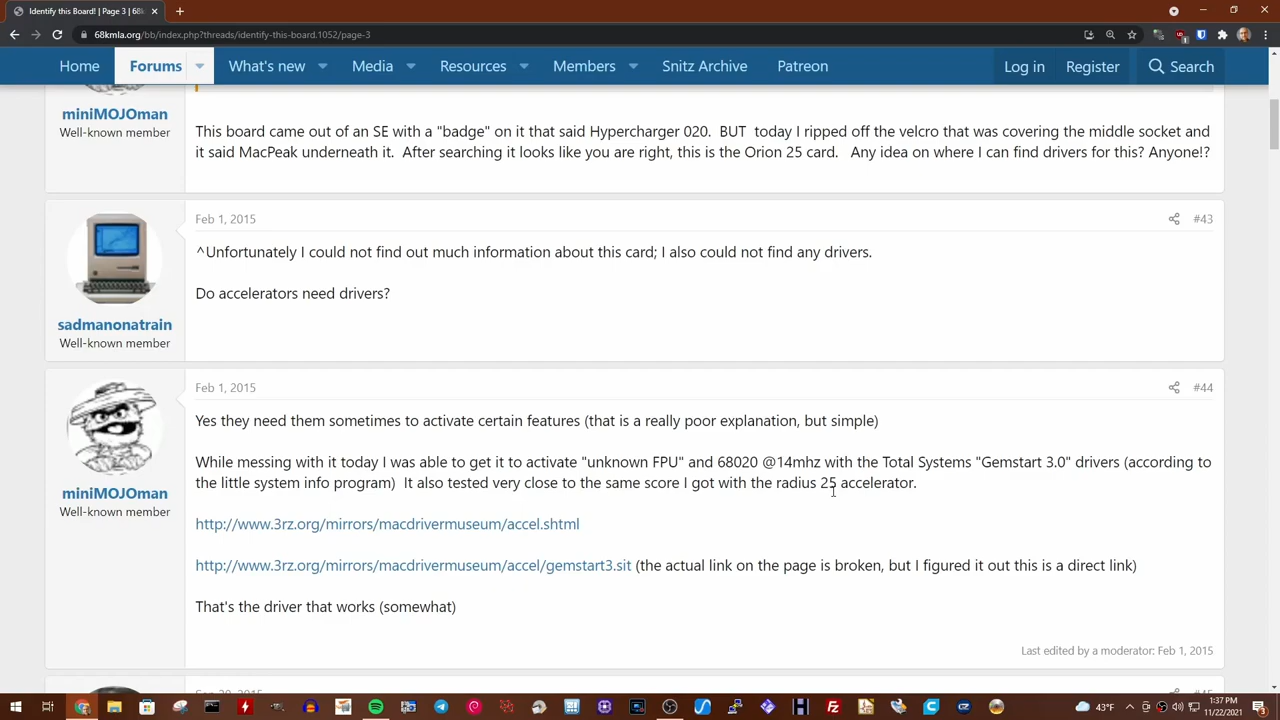 Identify this Board! | Page 3 | 68k
68kmla.org/bb/index.php?threads/identify-this-board.1052/page-3
Home Forums What's new Media Resources Members Snitz Archive Patreon Log in Register Search
miniMOJOman
Well-known member
This board came out of an SE with a "badge" on it that said Hypercharger 020. BUT today I ripped off the velcro that was covering the middle socket and
it said MacPeak underneath it. After searching it looks like you are right, this is the Orion 25 card. Any idea on where I can find drivers for this? Anyone!?
Feb 1, 2015 #43
^Unfortunately I could not find out much information about this card; I also could not find any drivers.
Do accelerators need drivers?
sadmanonatrain
Well-known member
Feb 1, 2015 #44
Yes they need them sometimes to activate certain features (that is a really poor explanation, but simple)
While messing with it today I was able to get it to activate "unknown FPU" and 68020 @14mhz with the Total Systems "Gemstart 3.0" drivers (according to
the little system info program) It also tested very close to the same score I got with the radius 25 accelerator.
miniMOJOman
Well-known member
http://www.3rz.org/mirrors/macdrivermuseum/accel.shtml
http://www.3rz.org/mirrors/macdrivermuseum/accel/gemstart3.sit (the actual link on the page is broken, but I figured it out this is a direct link)
That's the driver that works (somewhat)
Last edited by a moderator: Feb 1, 2015
43°F
1:37 PM
11/22/2021